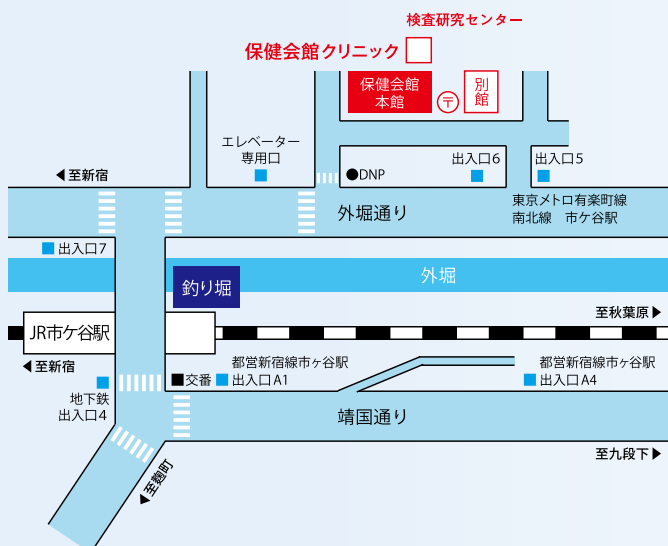 検査研究センター
保健会館クリニック
保健会館
本館
〒
別
館
エレベーター
専用口
至新宿
DNP
出入口6
出入口5
東京メトロ有楽町線
南北線 市ケ谷駅
外堀通り
出入口7
外堀
釣り堀
至秋葉原
JR市ケ谷駅
至新宿
都営新宿線市ヶ谷駅
出入口A1
都営新宿線市ヶ谷駅
出入口A4
交番
地下鉄
出入口4
靖国通り
至九段下
至麹町